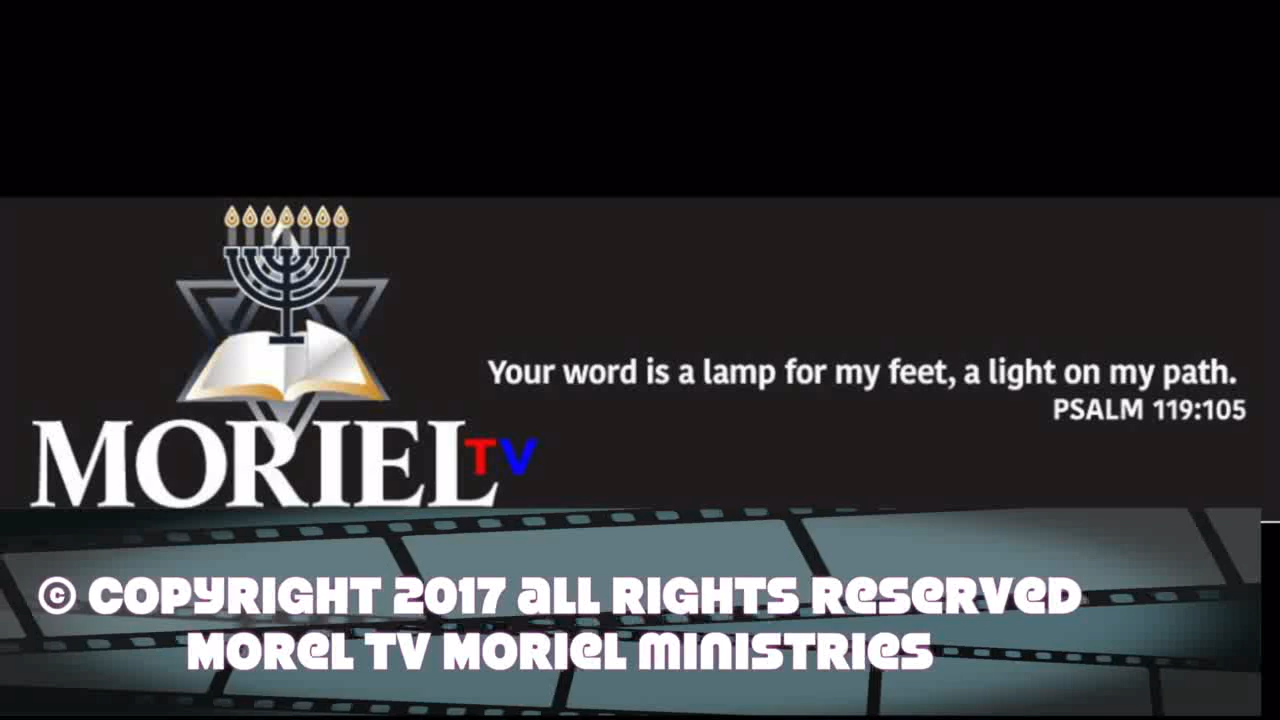 Your word is a lamp for my feet, a light on my path.
PSALM 119:105
MORIEL TV
© COPYRIGHT 2017 aLL RIGHTS ReSeRVeD
MOReL TV MORIeL MINISTRIeS